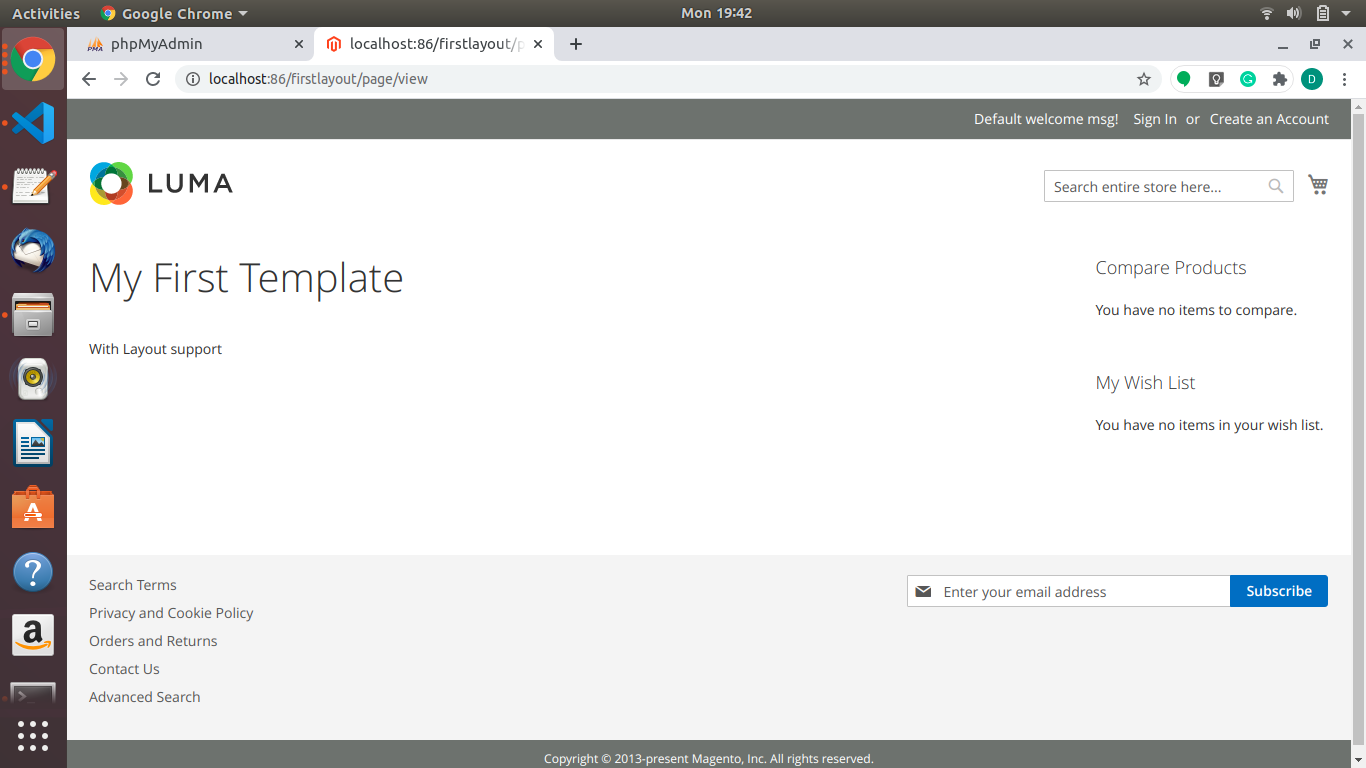 Activities Google Chrome Mon 19:42
phpMyAdmin localhost:86/firstlayout/p
localhost:86/firstlayout/page/view D
Default welcome msg! Sign In or Create an Account
LUMA Search entire store here...
My First Template
With Layout support
Compare Products
You have no items to compare.
My Wish List
You have no items in your wish list.
Search Terms
Privacy and Cookie Policy
Orders and Returns
Contact Us
Advanced Search
Enter your email address Subscribe
Copyright © 2013-present Magento, Inc. All rights reserved.